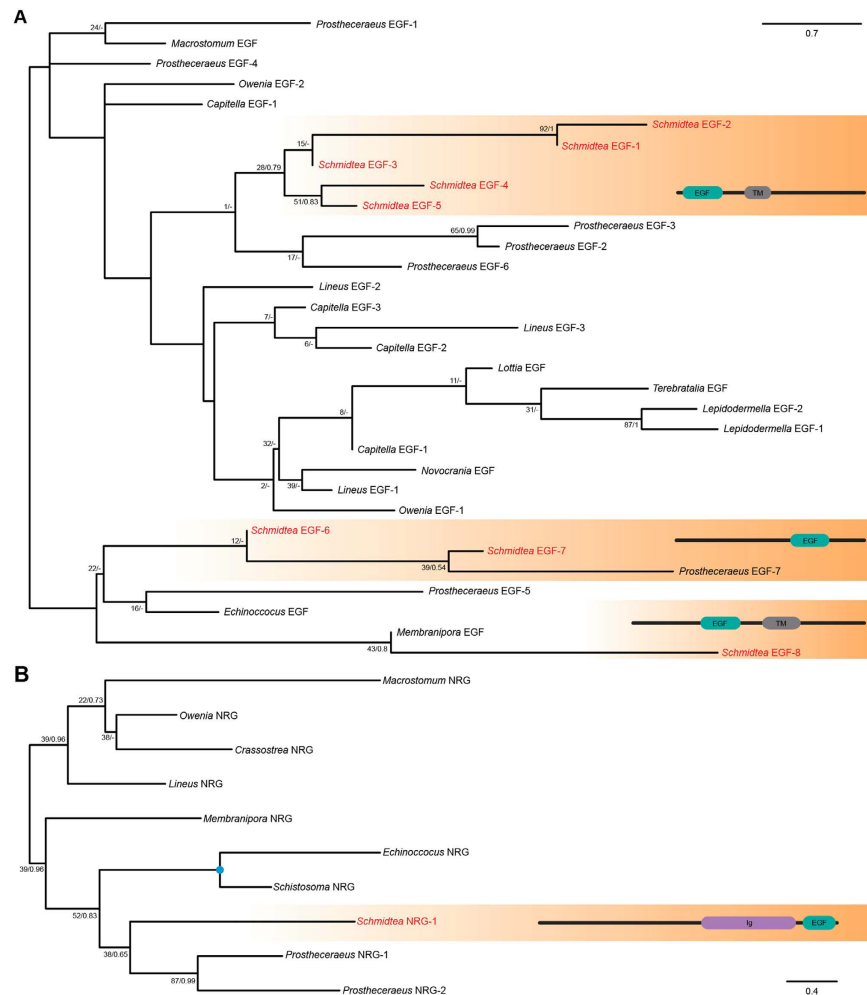 A
24/-
Prostheceraeus EGF-1
0.7
Macrostomum EGF
Prostheceraeus EGF-4
Owenia EGF-2
Capitella EGF-1
92/1
Schmidtea EGF-2
15/-
Schmidtea EGF-1
28/0.79
Schmidtea EGF-3
Schmidtea EGF-4
EGF TM
51/0.83
Schmidtea EGF-5
1/-
65/0.99
Prostheceraeus EGF-3
Prostheceraeus EGF-2
17/-
Prostheceraeus EGF-6
Lineus EGF-2
Capitella EGF-3
7/-
Lineus EGF-3
6/-
Capitella EGF-2
Lottia EGF
11/-
Terebratalia EGF
31/-
Lepidodermella EGF-2
8/-
87/1
Lepidodermella EGF-1
32/-
Capitella EGF-1
Novocrania EGF
2/-
39/-
Lineus EGF-1
Owenia EGF-1
Schmidtea EGF-6
12/-
EGF
Schmidtea EGF-7
39/0.54
Prostheceraeus EGF-7
22/-
Prostheceraeus EGF-5
16/-
Echinoccocus EGF
EGF TM
Membranipora EGF
43/0.8
Schmidtea EGF-8
B
Macrostomum NRG
22/0.73
Owenia NRG
38/-
39/0.96
Crassostrea NRG
Lineus NRG
Membranipora NRG
39/0.96
Echinoccocus NRG
Schistosoma NRG
52/0.83
Schmidtea NRG-1
Ig EGF
38/0.65
Prostheceraeus NRG-1
87/0.99
Prostheceraeus NRG-2
0.4